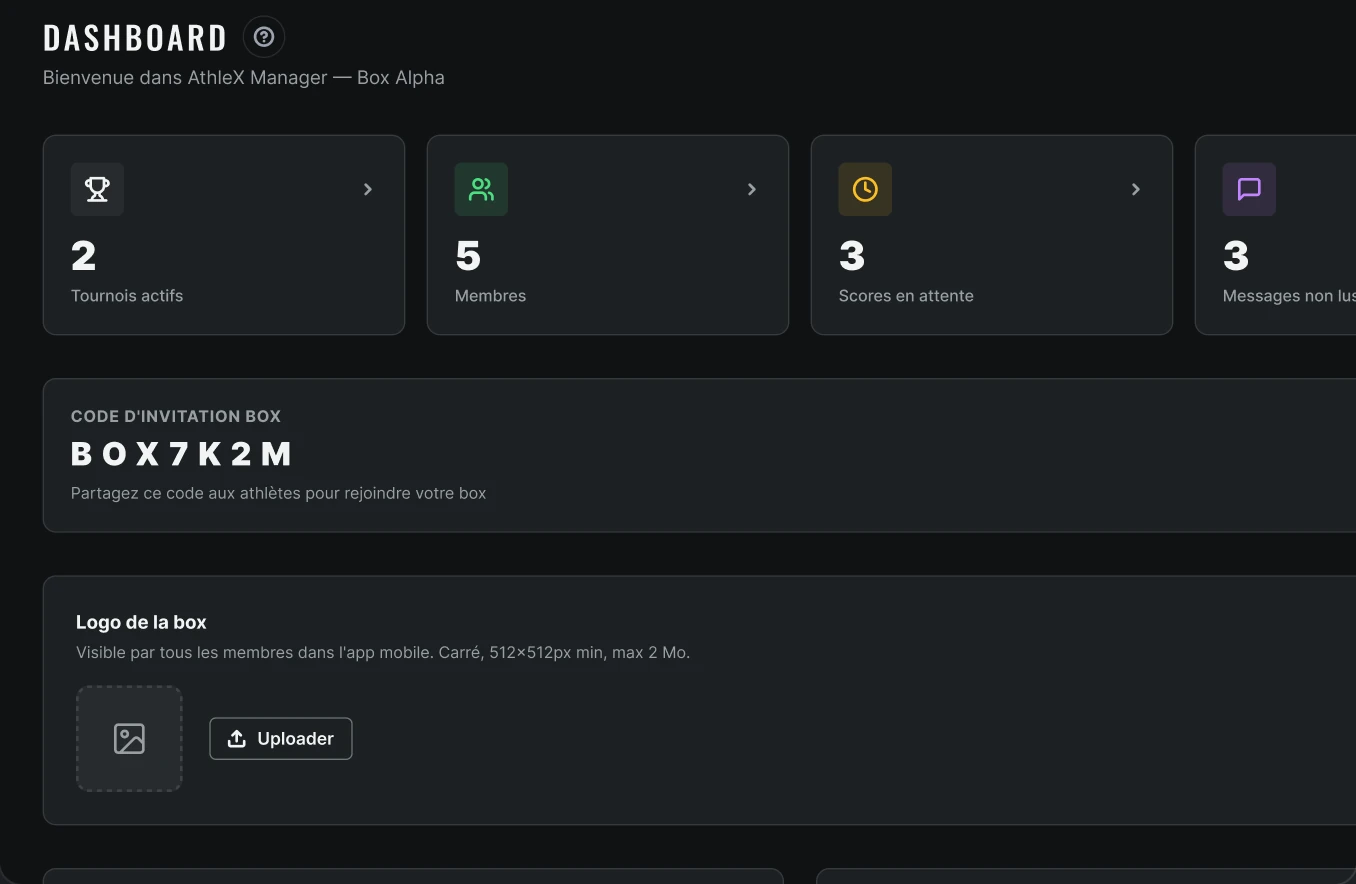 DASHBOARD
Bienvenue dans AthleX Manager — Box Alpha
2
Tournois actifs
5
Membres
3
Scores en attente
3
Messages non lus
CODE D'INVITATION BOX
BOX7K2M
Partagez ce code aux athlètes pour rejoindre votre box
Logo de la box
Visible par tous les membres dans l'app mobile. Carré, 512×512px min, max 2 Mo.
Uploader